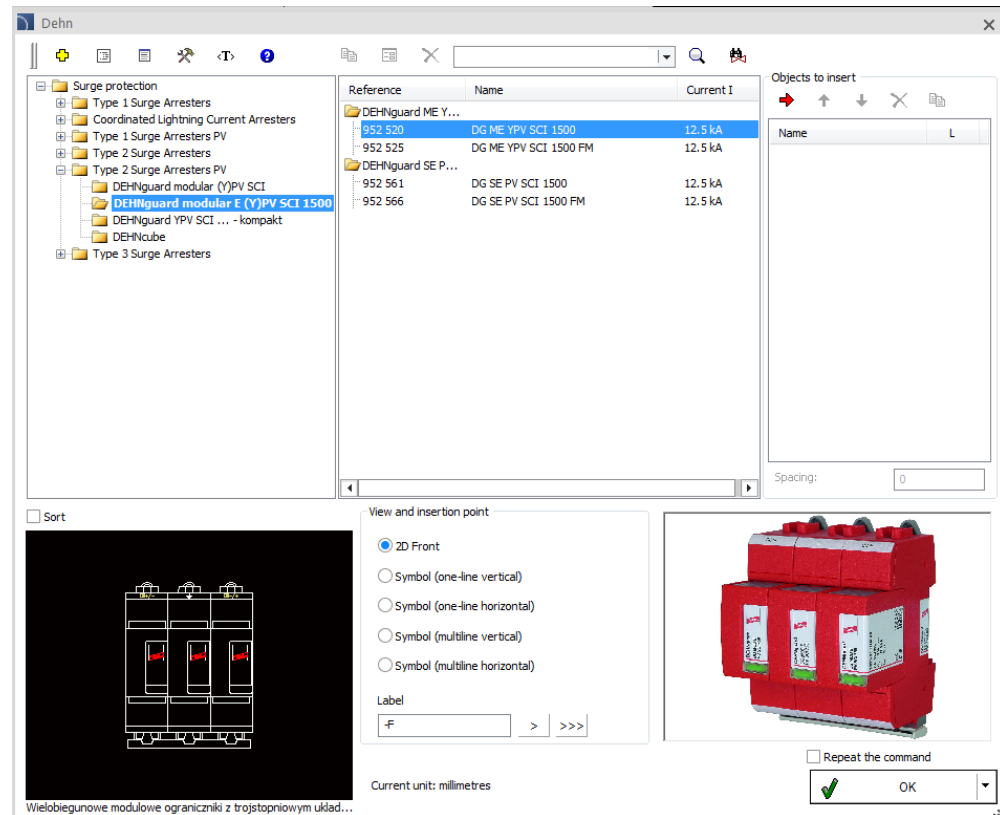 Dehn
<T>
Surge protection
Type 1 Surge Arresters
Coordinated Lightning Current Arresters
Type 1 Surge Arresters PV
Type 2 Surge Arresters
Type 2 Surge Arresters PV
DEHNguard modular (Y)PV SCI
DEHNguard modular E (Y)PV SCI 1500
DEHNguard YPV SCI ... - kompakt
DEHNcube
Type 3 Surge Arresters
Reference Name Current I
DEHNguard ME Y...
952 520 DG ME YPV SCI 1500 12.5 kA
952 525 DG ME YPV SCI 1500 FM 12.5 kA
DEHNguard SE P...
952 561 DG SE PV SCI 1500 12.5 kA
952 566 DG SE PV SCI 1500 FM 12.5 kA
Objects to insert
Name L
Spacing: 0
Sort
Wielobiegunowe modulowe ograniczniki z trojstopniowym uklad...
View and insertion point
2D Front
Symbol (one-line vertical)
Symbol (one-line horizontal)
Symbol (multiline vertical)
Symbol (multiline horizontal)
Label
-F > >>>
Current unit: millimetres
Repeat the command
OK